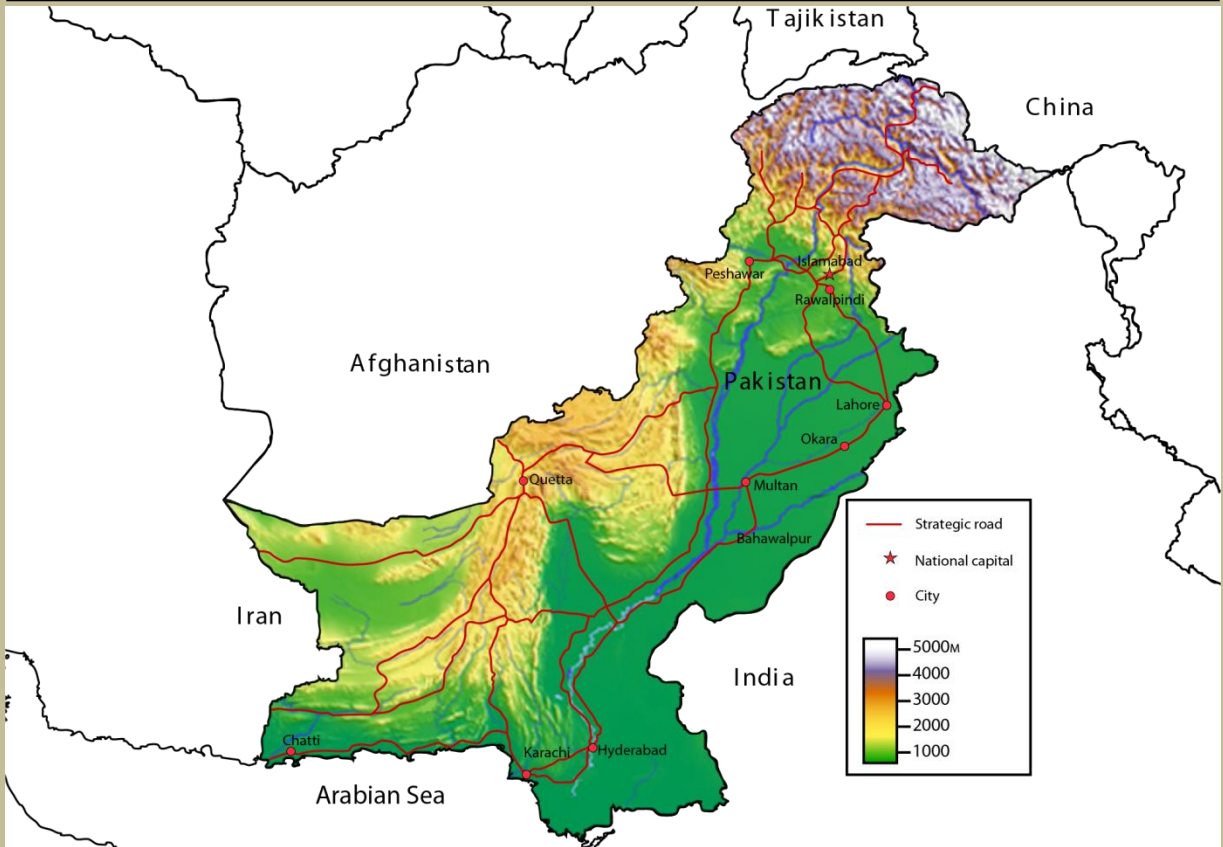 Tajikistan
China
Islamabad
Peshawar
Rawalpindi
Afghanistan
Pakistan
Lahore
Okara
Quetta
Multan
Bahawalpur
Iran
India
Chatti
Karachi
Hyderabad
Arabian Sea
Strategic road
National capital
City
5000M
4000
3000
2000
1000